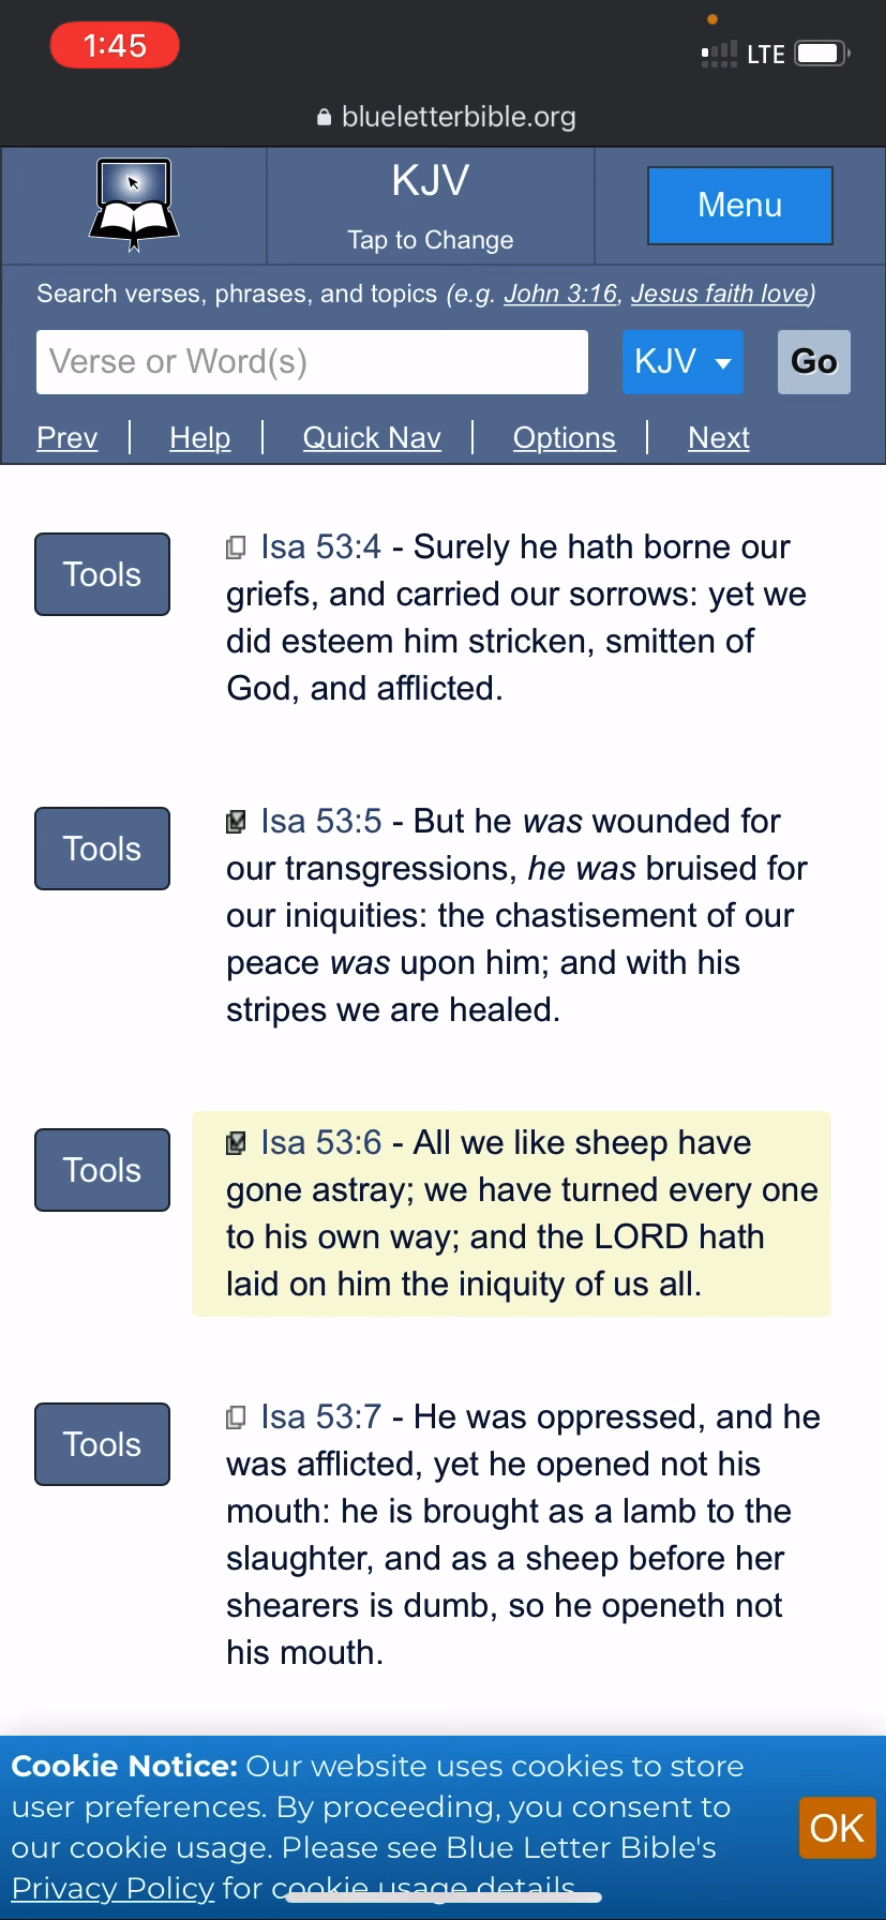 1:45
LTE
blueletterbible.org
KJV
Tap to Change
Menu
Search verses, phrases, and topics (e.g. John 3:16, Jesus faith love)
Verse or Word(s)
KJV
Go
Prev | Help | Quick Nav | Options | Next
Tools
Isa 53:4 - Surely he hath borne our
griefs, and carried our sorrows: yet we
did esteem him stricken, smitten of
God, and afflicted.
Tools
Isa 53:5 - But he was wounded for
our transgressions, he was bruised for
our iniquities: the chastisement of our
peace was upon him; and with his
stripes we are healed.
Tools
Isa 53:6 - All we like sheep have
gone astray; we have turned every one
to his own way; and the LORD hath
laid on him the iniquity of us all.
Tools
Isa 53:7 - He was oppressed, and he
was afflicted, yet he opened not his
mouth: he is brought as a lamb to the
slaughter, and as a sheep before her
shearers is dumb, so he openeth not
his mouth.
Cookie Notice: Our website uses cookies to store
user preferences. By proceeding, you consent to
our cookie usage. Please see Blue Letter Bible's
Privacy Policy for cookie usage details
OK